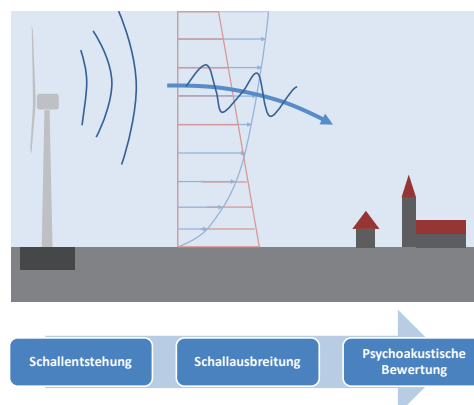 Schallentstehung
Schallausbreitung
Psychoakustische
Bewertung